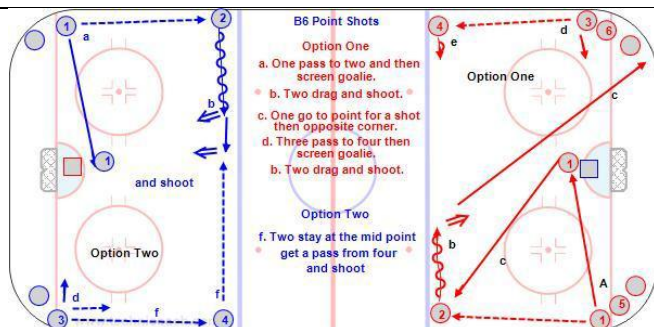 B6 Point Shots
Option One
a. One pass to two and then
screen goalie.
b. Two drag and shoot.
c. One go to point for a shot
then opposite corner.
d. Three pass to four then
screen goalie.
b. Two drag and shoot.
Option Two
f. Two stay at the mid point
get a pass from four
and shoot
1
2
a
b
1
and shoot
Option Two
d
f
f
3
4
4
3
6
e
d
Option One
c
1
b
c
A
5
2
1